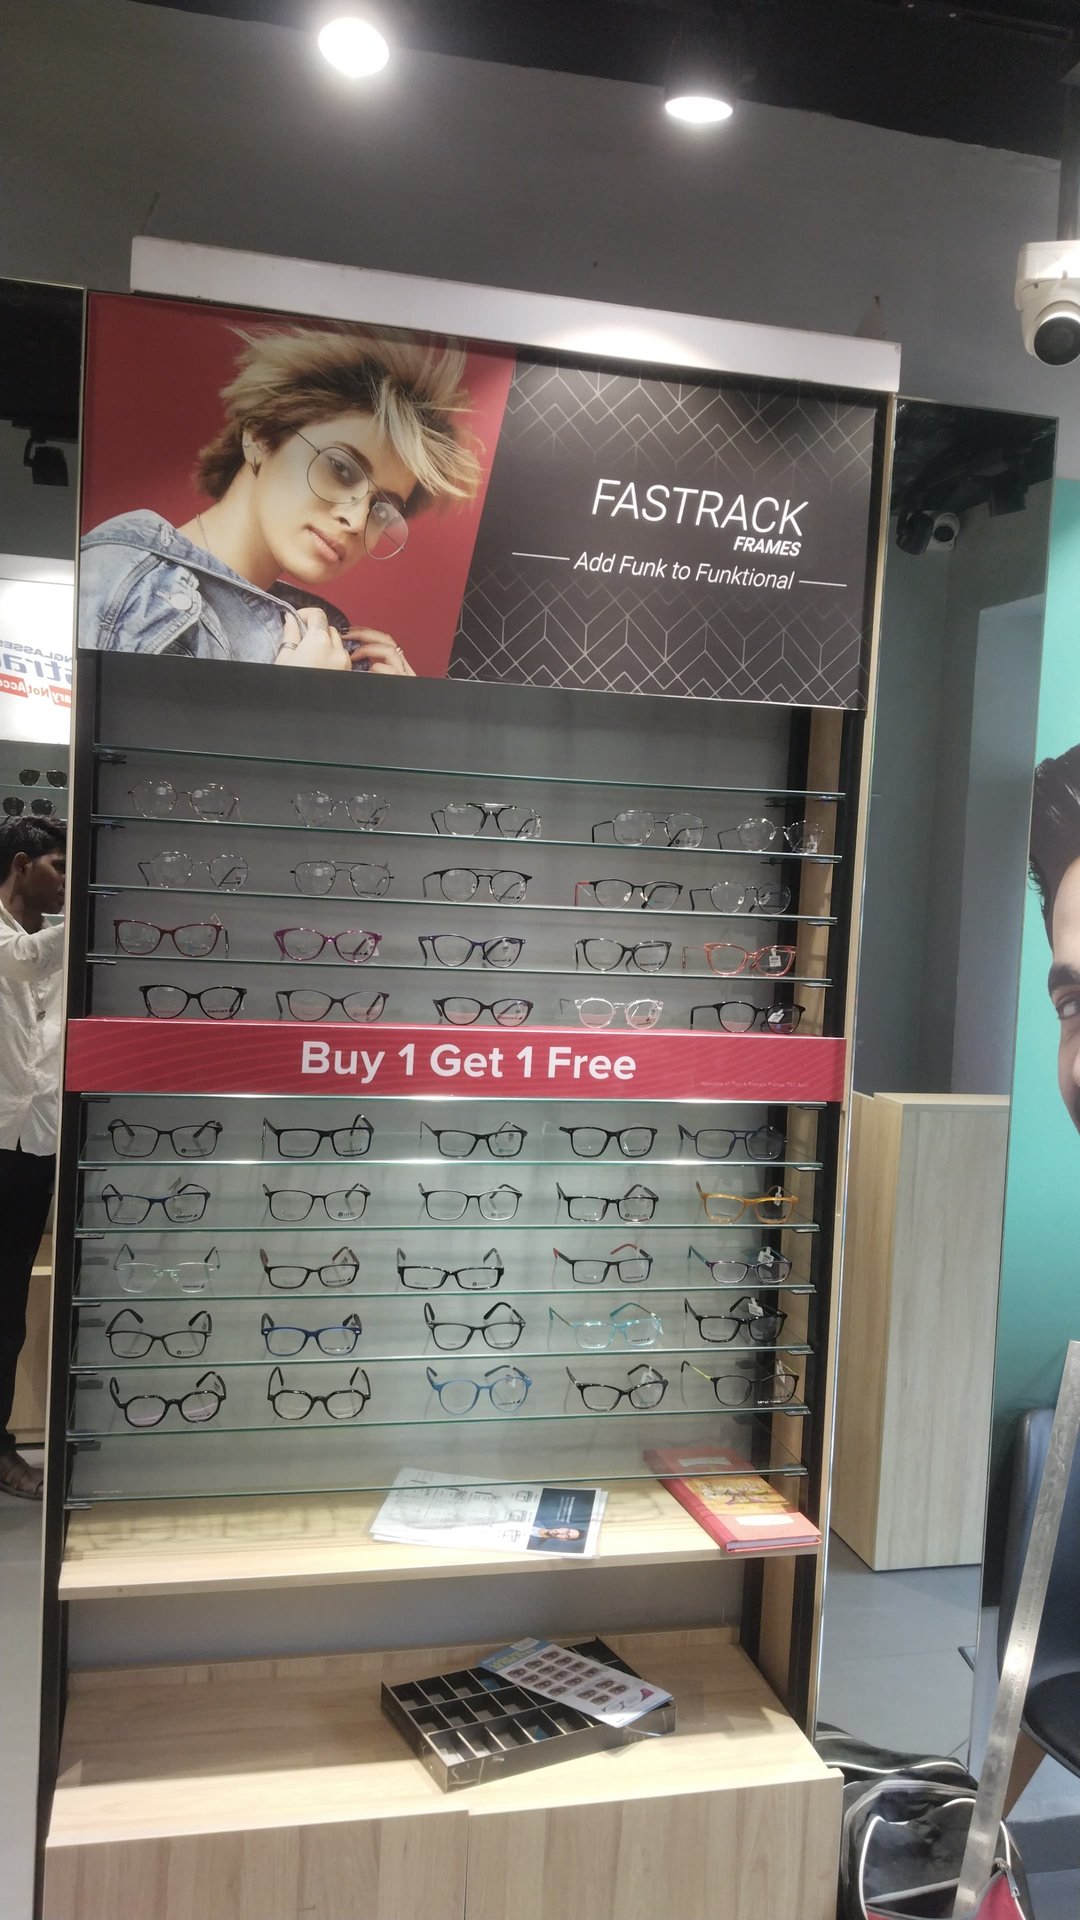 FASTRACK
FRAMES
Add Funk to Funktional
Buy 1 Get 1 Free